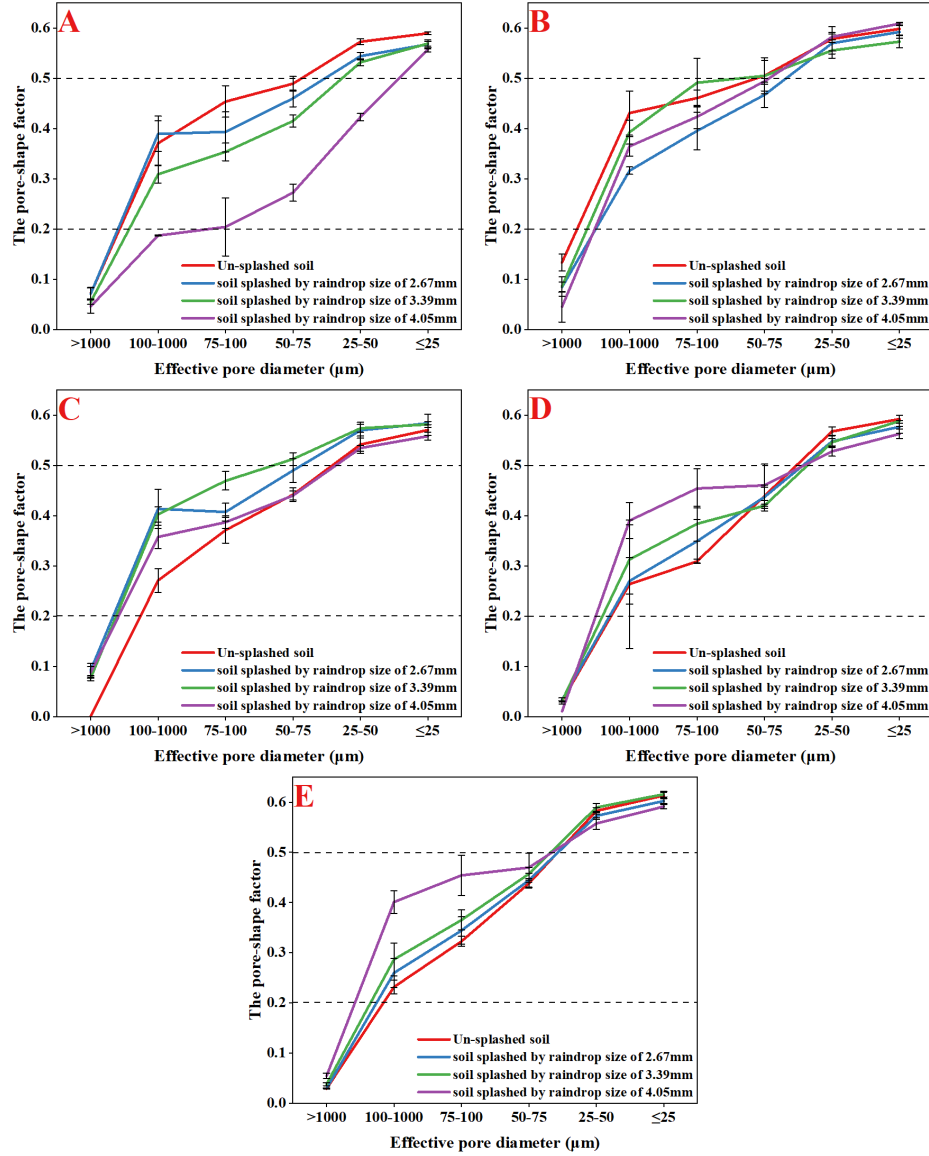 A
The pore-shape factor
0.6
0.5
0.4
0.3
0.2
0.1
0.0
Un-splashed soil
soil splashed by raindrop size of 2.67mm
soil splashed by raindrop size of 3.39mm
soil splashed by raindrop size of 4.05mm
>1000 100-1000 75-100 50-75 25-50 ≤25
Effective pore diameter (µm)
B
The pore-shape factor
0.6
0.5
0.4
0.3
0.2
0.1
0.0
Un-splashed soil
soil splashed by raindrop size of 2.67mm
soil splashed by raindrop size of 3.39mm
soil splashed by raindrop size of 4.05mm
>1000 100-1000 75-100 50-75 25-50 ≤25
Effective pore diameter (µm)
C
The pore-shape factor
0.6
0.5
0.4
0.3
0.2
0.1
0.0
Un-splashed soil
soil splashed by raindrop size of 2.67mm
soil splashed by raindrop size of 3.39mm
soil splashed by raindrop size of 4.05mm
>1000 100-1000 75-100 50-75 25-50 ≤25
Effective pore diameter (µm)
D
The pore-shape factor
0.6
0.5
0.4
0.3
0.2
0.1
0.0
Un-splashed soil
soil splashed by raindrop size of 2.67mm
soil splashed by raindrop size of 3.39mm
soil splashed by raindrop size of 4.05mm
>1000 100-1000 75-100 50-75 25-50 ≤25
Effective pore diameter (µm)
E
The pore-shape factor
0.6
0.5
0.4
0.3
0.2
0.1
0.0
Un-splashed soil
soil splashed by raindrop size of 2.67mm
soil splashed by raindrop size of 3.39mm
soil splashed by raindrop size of 4.05mm
>1000 100-1000 75-100 50-75 25-50 ≤25
Effective pore diameter (µm)